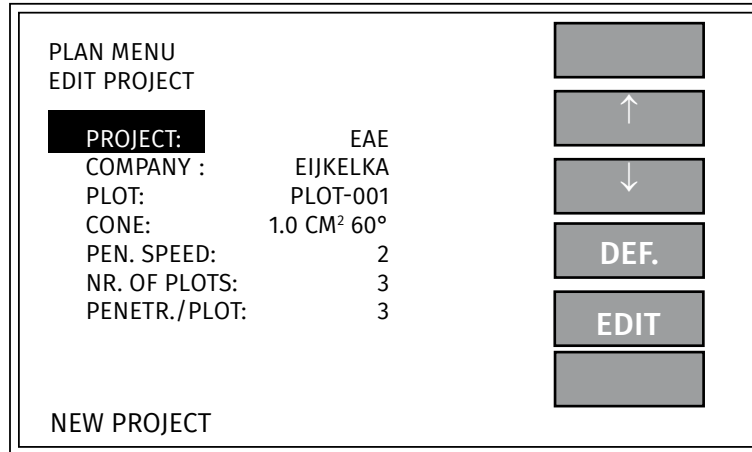 PLAN MENU
EDIT PROJECT
PROJECT: EAE
COMPANY : EIJKELKA
PLOT: PLOT-001
CONE: 1.0 CM² 60°
PEN. SPEED: 2
NR. OF PLOTS: 3
PENETR./PLOT: 3
NEW PROJECT
↑
↓
DEF.
EDIT